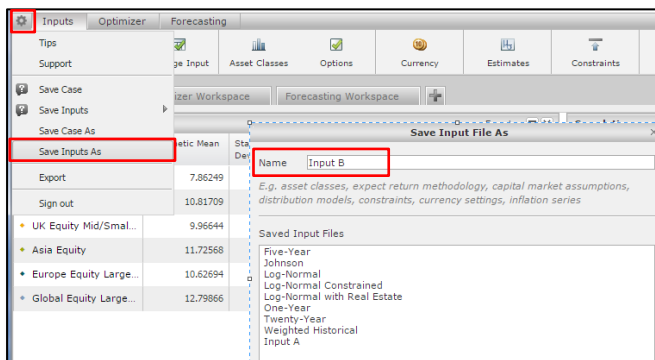 Inputs Optimizer Forecasting
Tips
Support
Save Case
Save Inputs
Save Case As
Save Inputs As
Export
Sign out
ge Input Asset Classes Options Currency Estimates Constraints
izer Workspace Forecasting Workspace
etic Mean
7.86249
10.81709
UK Equity Mid/Smal... 9.96644
Asia Equity 11.72568
Europe Equity Large... 10.62694
Global Equity Large... 12.79866
Save Input File As
Name Input B
E.g. asset classes, expect return methodology, capital market assumptions,
distribution models, constraints, currency settings, inflation series
Saved Input Files
Five-Year
Johnson
Log-Normal
Log-Normal Constrained
Log-Normal with Real Estate
One-Year
Twenty-Year
Weighted Historical
Input A